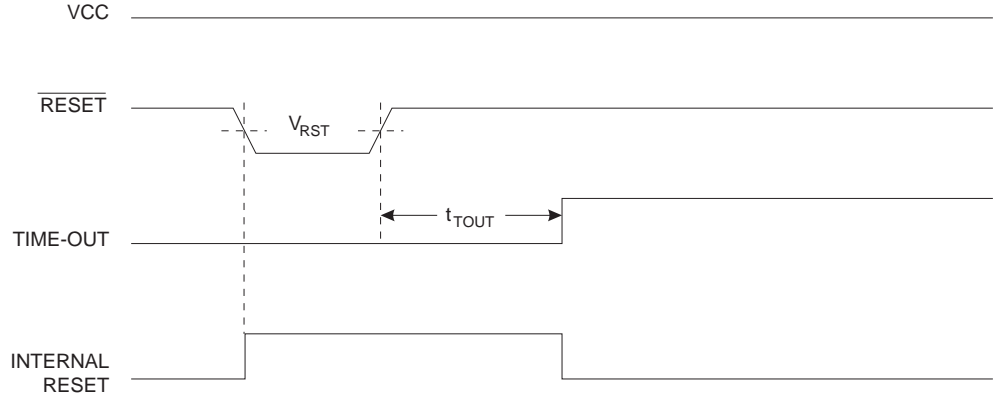 VCC
RESET
VRST
tTOUT
TIME-OUT
INTERNAL
RESET